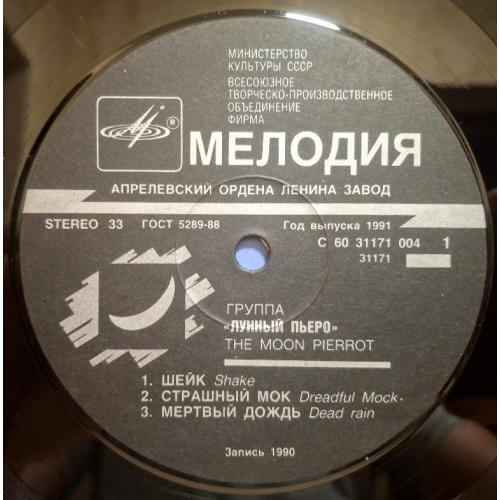 МИНИСТЕРСТВО
КУЛЬТУРЫ СССР
ВСЕСОЮЗНОЕ
ТВОРЧЕСКО-ПРОИЗВОДСТВЕННОЕ
ОБЪЕДИНЕНИЕ
ФИРМА
®
МЕЛОДИЯ
АПРЕЛЕВСКИЙ ОРДЕНА ЛЕНИНА ЗАВОД
STEREO 33 ГОСТ 5289-88 Год выпуска 1991
С 60 31171 004 1
31171
ГРУППА
«ЛУННЫЙ ПЬЕРО»
THE MOON PIERROT
1. ШЕЙК Shake
2. СТРАШНЫЙ МОК Dreadful Mock.
3. МЕРТВЫЙ ДОЖДЬ Dead rain
Запись 1990